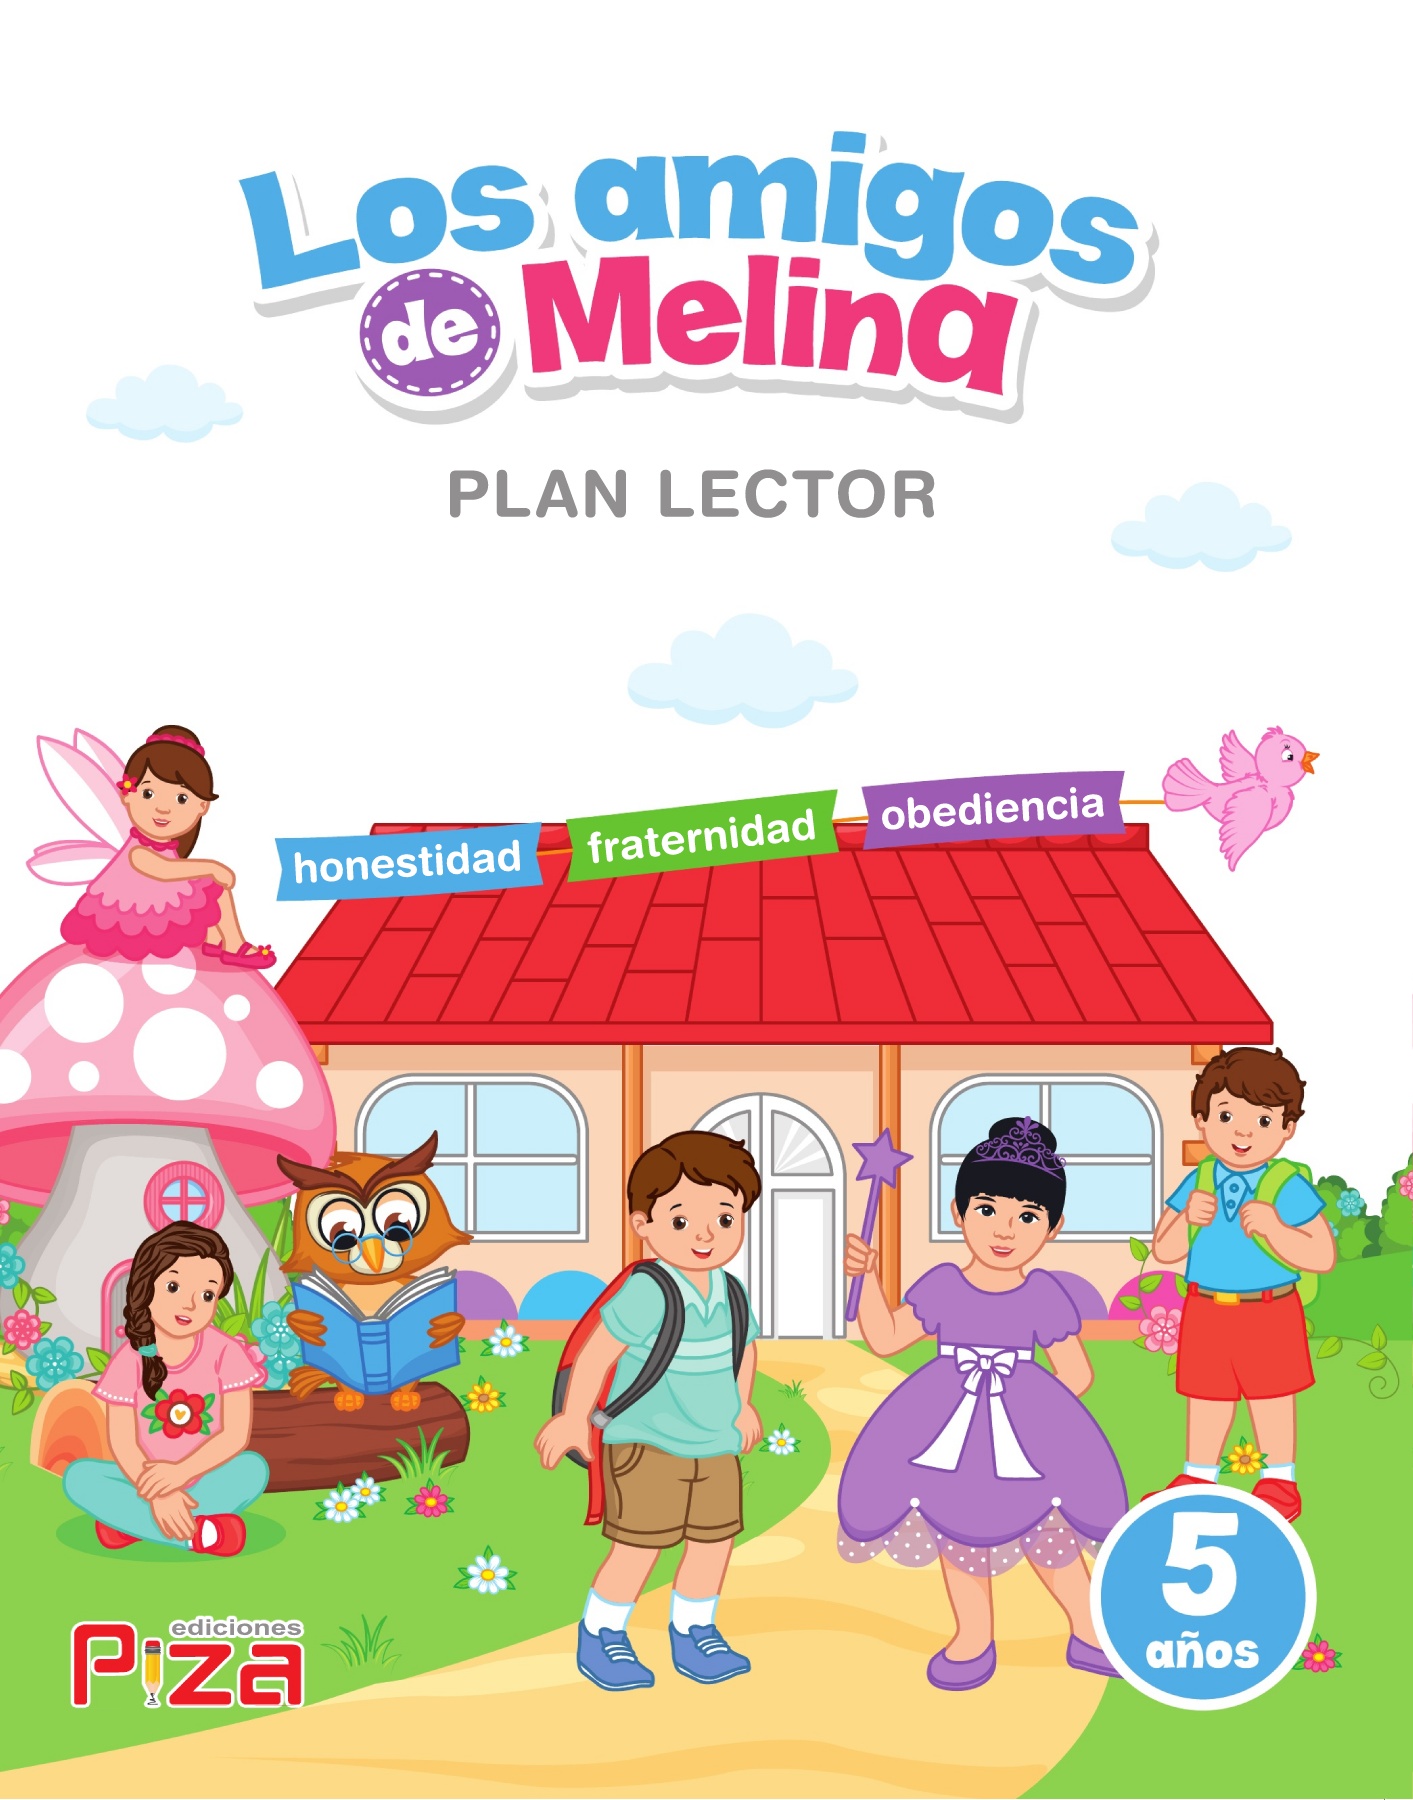 Los amigos
de Melina
PLAN LECTOR
honestidad
fraternidad
obediencia
5
años
ediciones
Piza